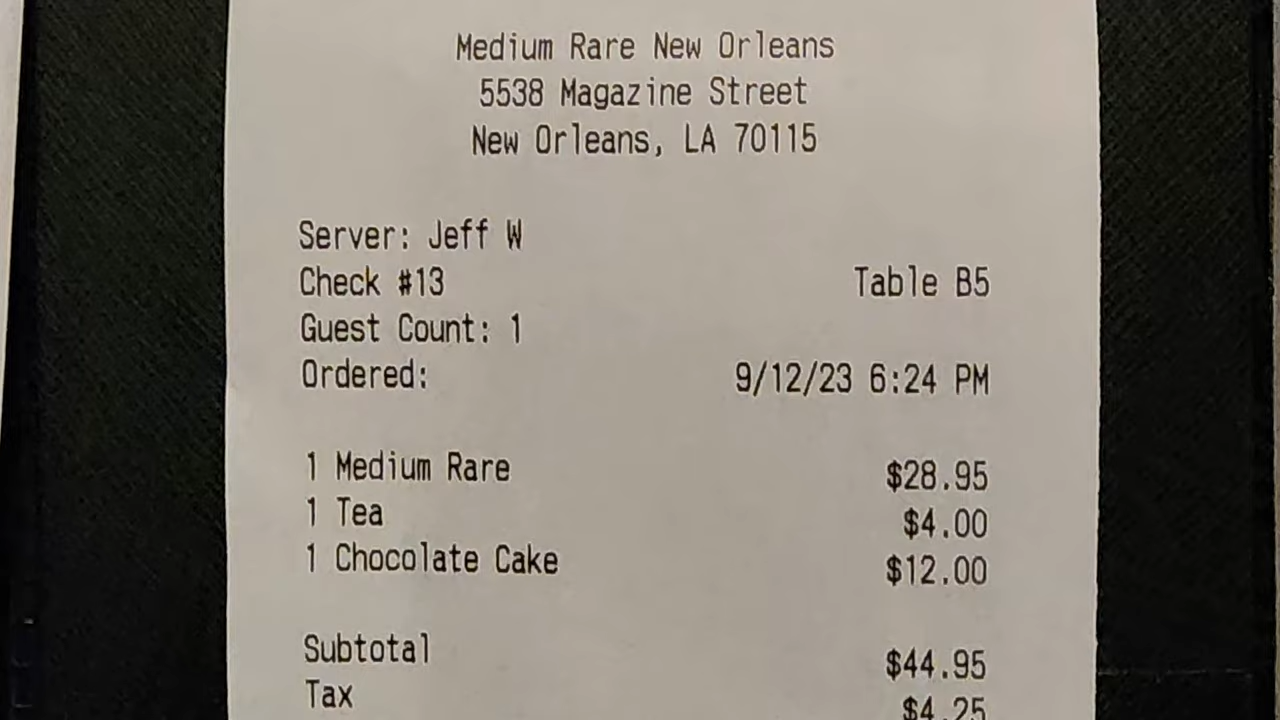 Medium Rare New Orleans
5538 Magazine Street
New Orleans, LA 70115
Server: Jeff W
Check #13 Table B5
Guest Count: 1
Ordered: 9/12/23 6:24 PM
1 Medium Rare $28.95
1 Tea $4.00
1 Chocolate Cake $12.00
Subtotal $44.95
Tax $4.25